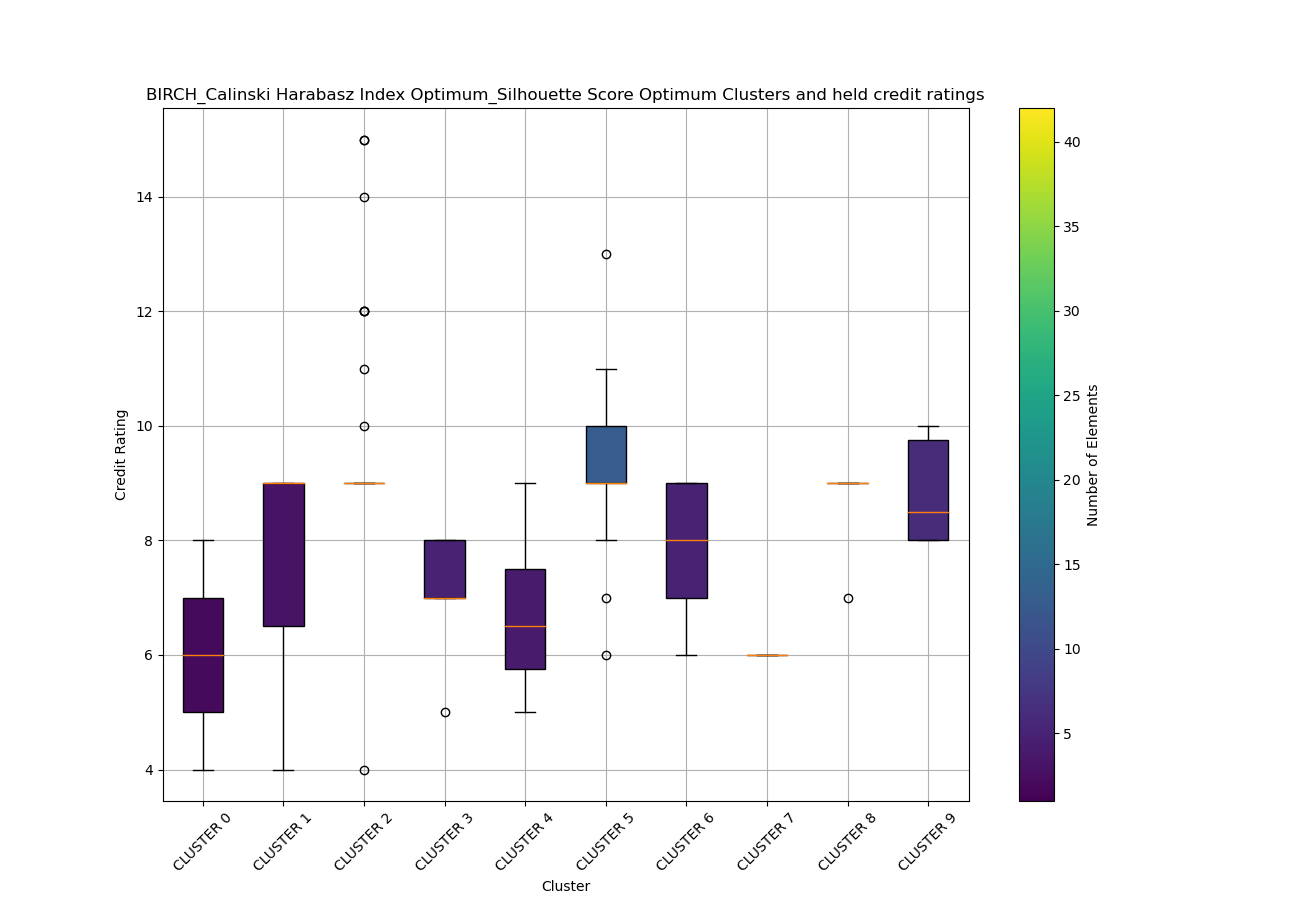 BIRCH_Calinski Harabasz Index Optimum_Silhouette Score Optimum Clusters and held credit ratings
14
12
10
8
6
4
Credit Rating
CLUSTER 0
CLUSTER 1
CLUSTER 2
CLUSTER 3
CLUSTER 4
CLUSTER 5
CLUSTER 6
CLUSTER 7
CLUSTER 8
CLUSTER 9
Cluster
40
35
30
25
20
15
10
5
Number of Elements